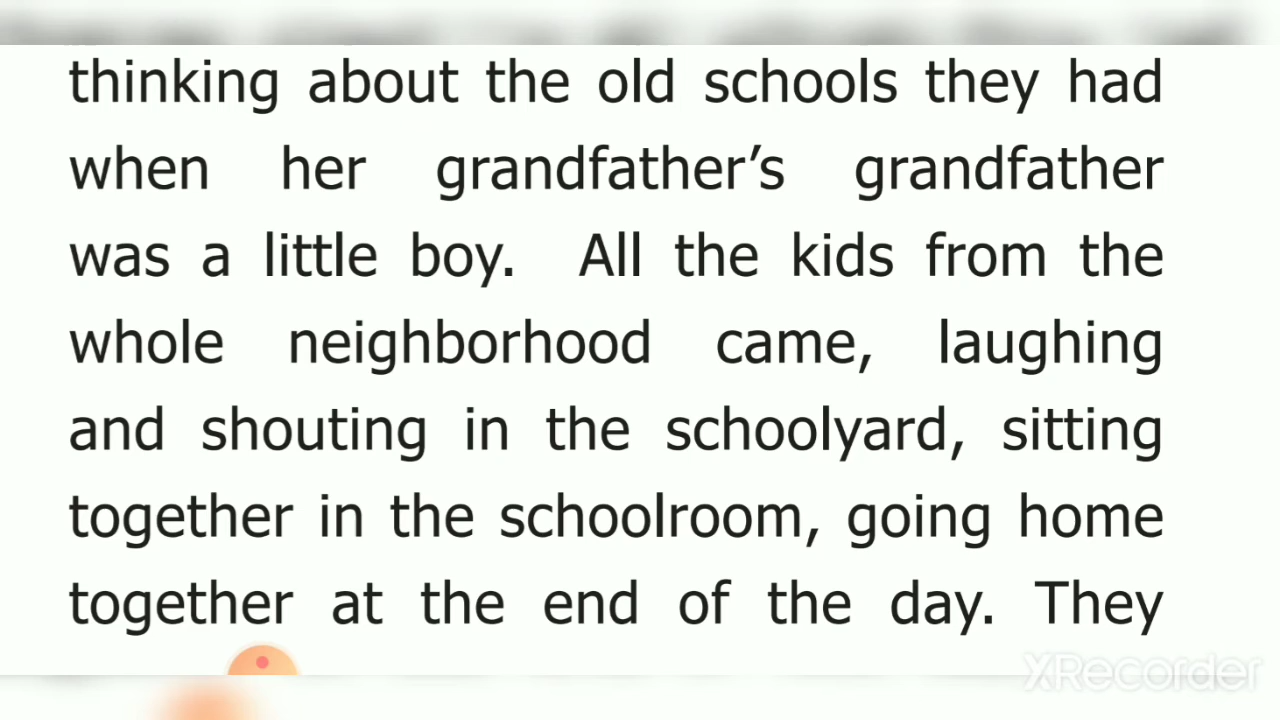 thinking about the old schools they had
when her grandfather’s grandfather
was a little boy. All the kids from the
whole neighborhood came, laughing
and shouting in the schoolyard, sitting
together in the schoolroom, going home
together at the end of the day. They
XRecorder